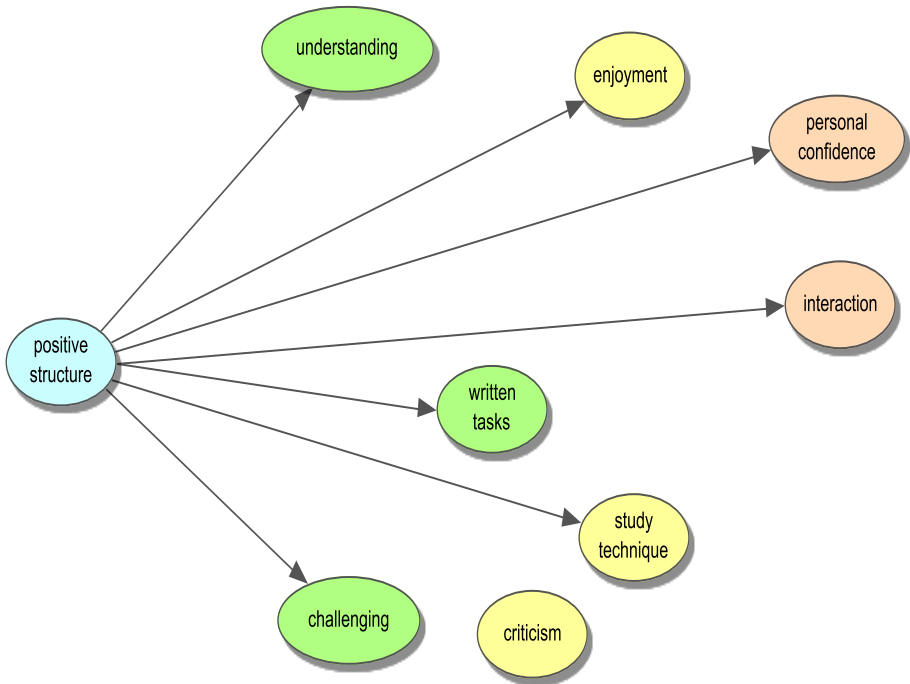 understanding
enjoyment
personal
confidence
interaction
positive
structure
written
tasks
study
technique
challenging
criticism